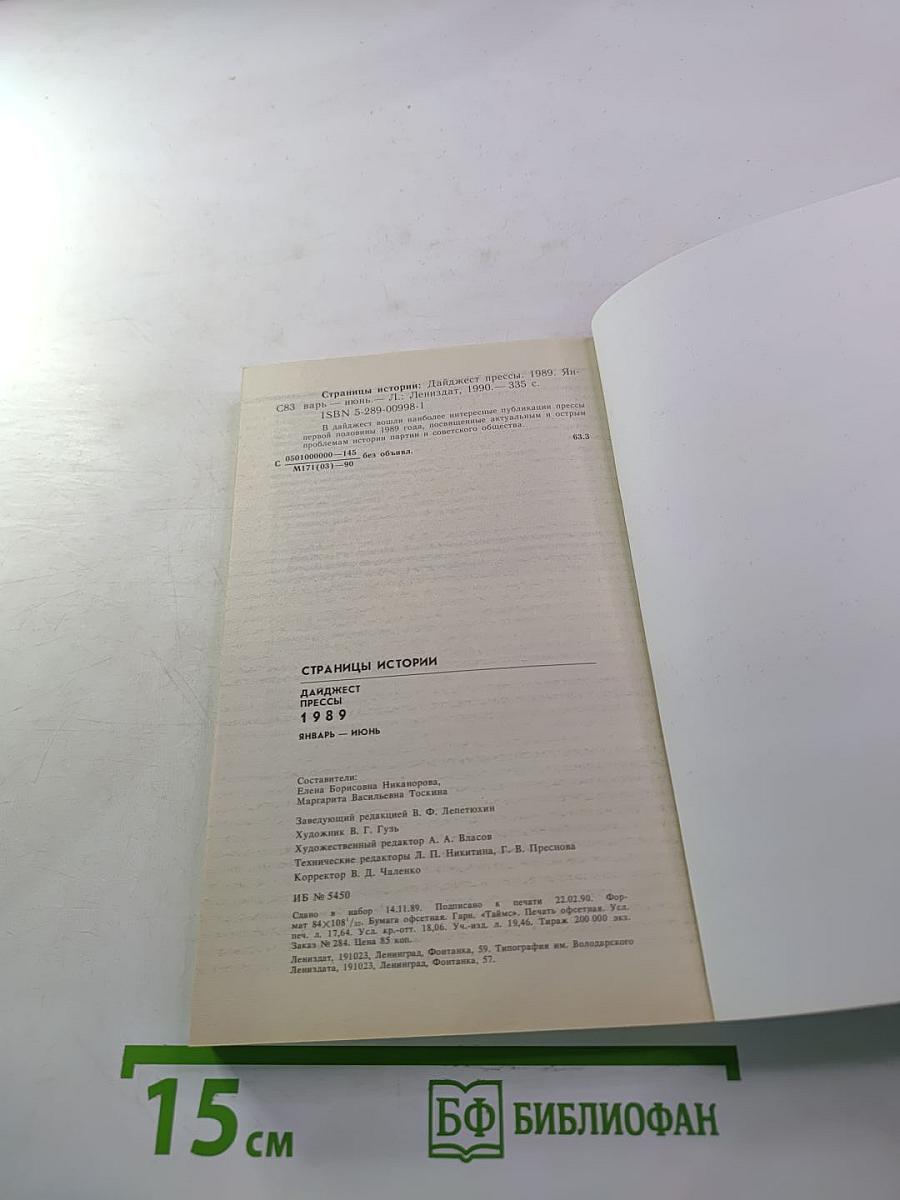 Страницы истории: Дайджест прессы. 1989. Ян-
С83 варь — июнь. — Л.: Лениздат, 1990. — 335 с.
ISBN 5-289-00998-1
В дайджест вошли наиболее интересные публикации прессы
первой половины 1989 года, посвященные актуальным и острым
проблемам истории партии и советского общества.
С 0501000000—145 без объявл. 63.3
М171(03)—90
СТРАНИЦЫ ИСТОРИИ
ДАЙДЖЕСТ
ПРЕССЫ
1989
ЯНВАРЬ — ИЮНЬ
Составители:
Елена Борисовна Никанорова,
Маргарита Васильевна Тоскина
Заведующий редакцией В. Ф. Лепетюхин
Художник В. Г. Гузь
Художественный редактор А. А. Власов
Технические редакторы Л. П. Никитина, Г. В. Преснова
Корректор В. Д. Чаленко
ИБ № 5450
Сдано в набор 14.11.89. Подписано к печати 22.02.90. Фор-
мат 84×108¹/₃₂. Бумага офсетная. Гарн. «Таймс». Печать офсетная. Усл.
печ. л. 17,64. Усл. кр.-отт. 18,06. Уч.-изд. л. 19,46. Тираж 200 000 экз.
Заказ № 284. Цена 85 коп.
Лениздат, 191023, Ленинград, Фонтанка, 59. Типография им. Володарского
Лениздата, 191023, Ленинград, Фонтанка, 57.
15 см
БФ БИБЛИОФАН